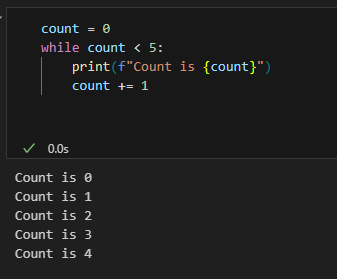 count = 0
while count < 5:
    print(f"Count is {count}")
    count += 1
0.0s
Count is 0
Count is 1
Count is 2
Count is 3
Count is 4